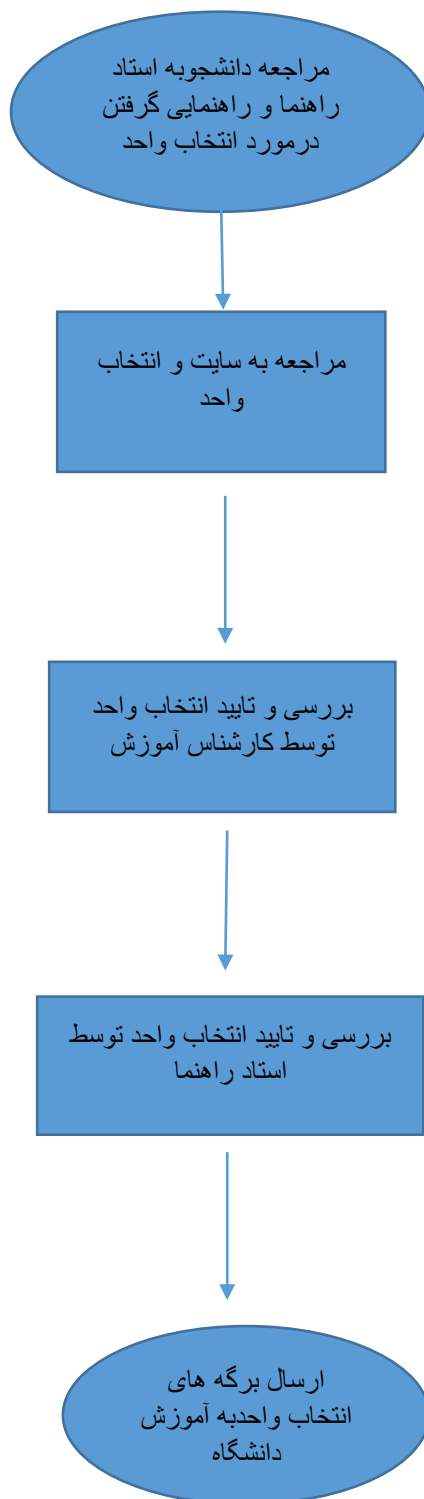 مراجعه دانشجوبه استاد
راهنما و راهنمایی گرفتن
درمورد انتخاب واحد
مراجعه به سایت و انتخاب
واحد
بررسی و تایید انتخاب واحد
توسط کارشناس آموزش
بررسی و تایید انتخاب واحد توسط
استاد راهنما
ارسال برگه های
انتخاب واحدبه آموزش
دانشگاه